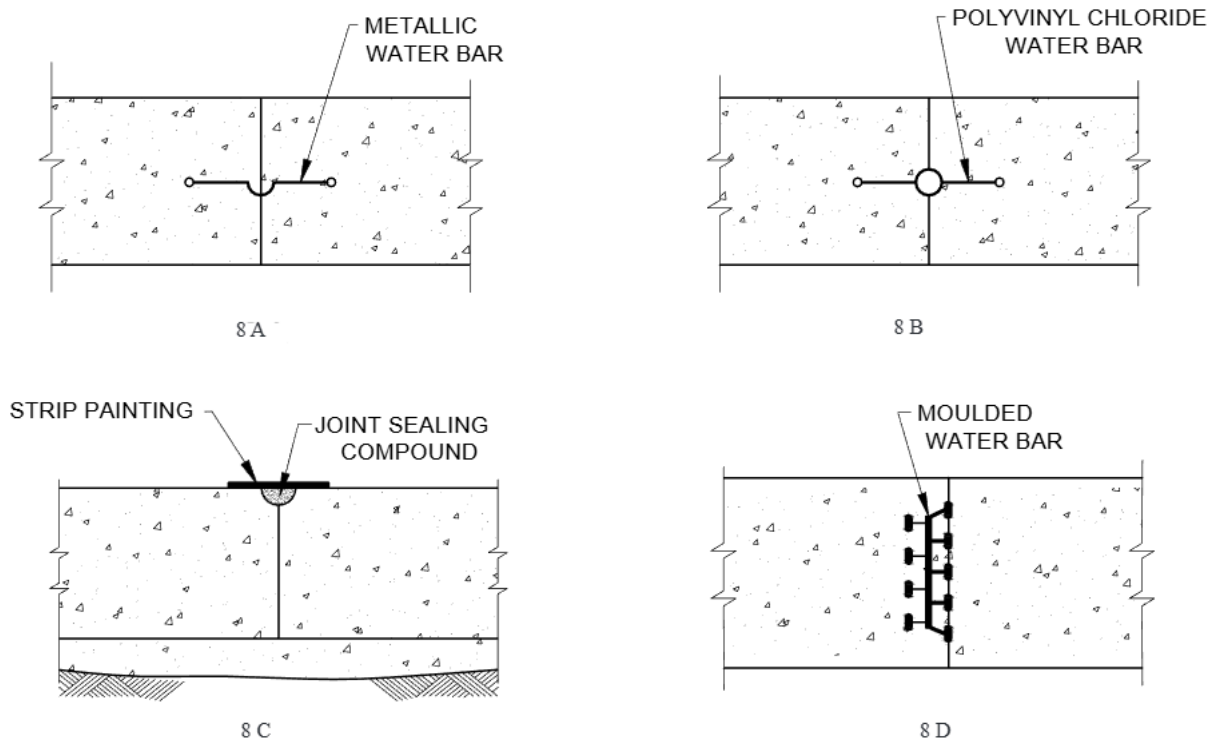 METALLIC
WATER BAR
8 A
POLYVINYL CHLORIDE
WATER BAR
8 B
STRIP PAINTING
JOINT SEALING
COMPOUND
8 C
MOULDED
WATER BAR
8 D